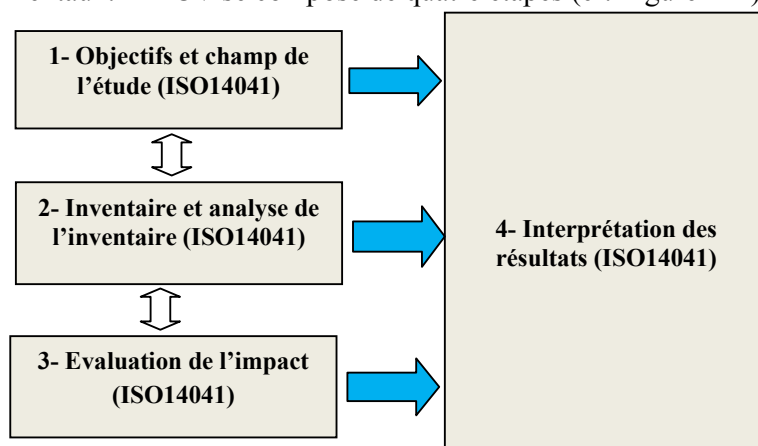 1- Objectifs et champ de
l’étude (ISO14041)
2- Inventaire et analyse de
l’inventaire (ISO14041)
4- Interprétation des
résultats (ISO14041)
3- Evaluation de l’impact
(ISO14041)